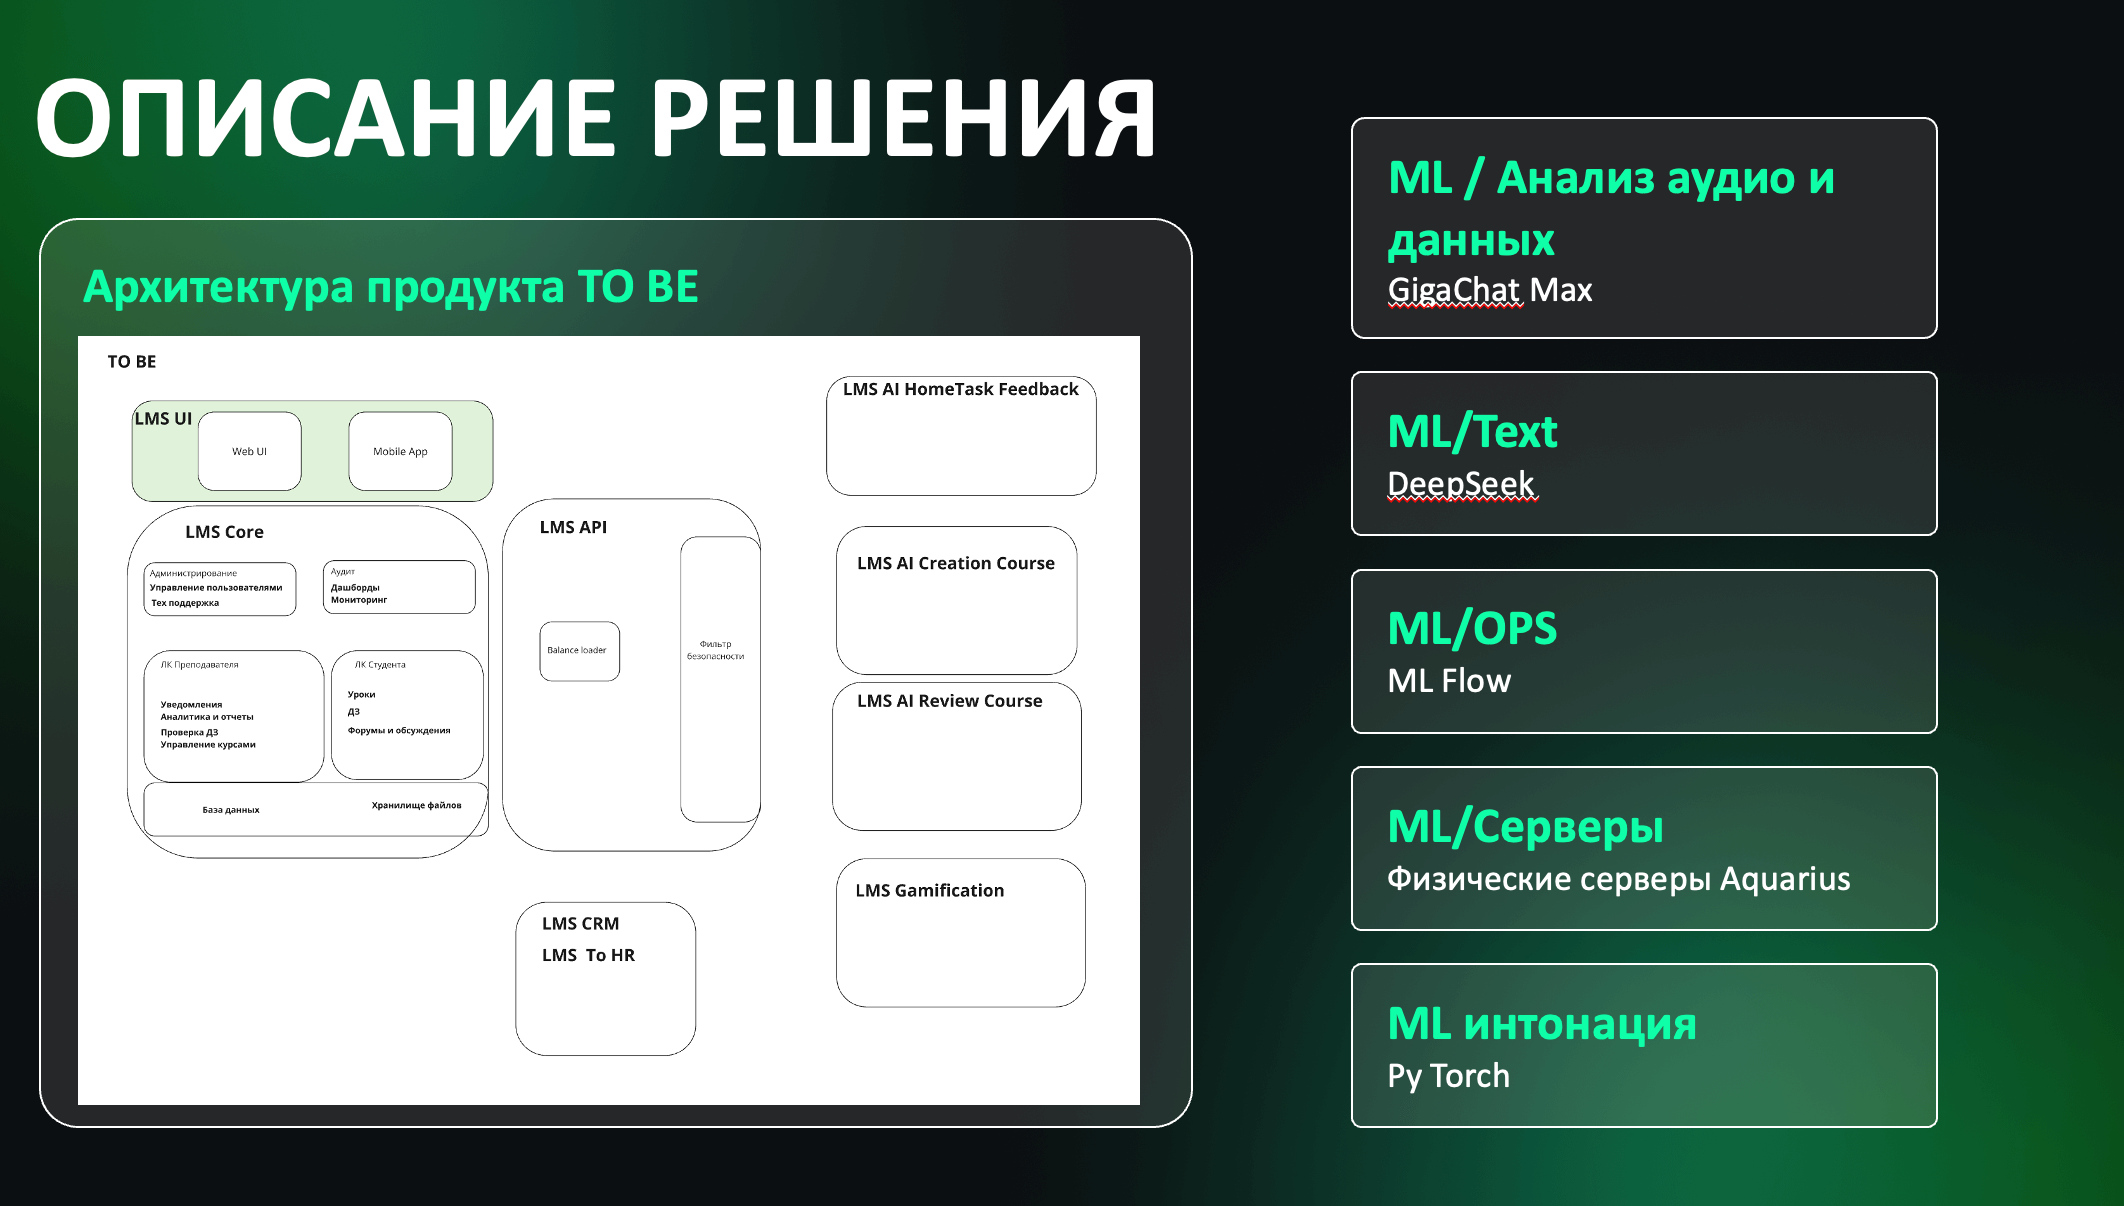 ОПИСАНИЕ РЕШЕНИЯ
Архитектура продукта TO BE
TO BE
LMS UI
Web UI
Mobile App
LMS Core
Администрирование
Управление пользователями
Тех поддержка
Аудит
Дашборды
Мониторинг
ЛК Преподавателя
Уведомления
Аналитика и отчеты
Проверка ДЗ
Управление курсами
ЛК Студента
Уроки
ДЗ
Форумы и обсуждения
База данных
Хранилище файлов
LMS API
Balance loader
Фильтр
безопасности
LMS CRM
LMS To HR
LMS AI HomeTask Feedback
LMS AI Creation Course
LMS AI Review Course
LMS Gamification
ML / Анализ аудио и
данных
GigaChat Max
ML/Text
DeepSeek
ML/OPS
ML Flow
ML/Серверы
Физические серверы Aquarius
ML интонация
Py Torch